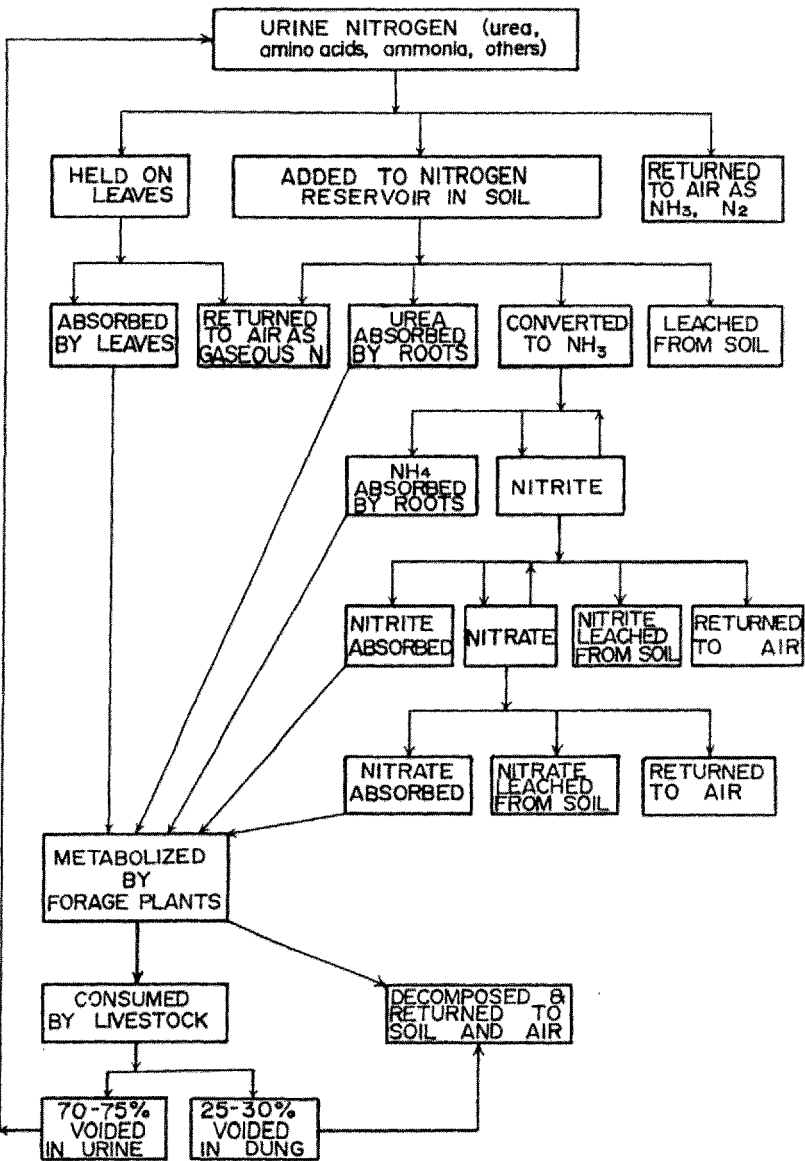 URINE NITROGEN (urea,
amino acids, ammonia, others)
HELD ON
LEAVES
ADDED TO NITROGEN
RESERVOIR IN SOIL
RETURNED
TO AIR AS
NH₃, N₂
ABSORBED
BY LEAVES
RETURNED
TO AIR AS
GASEOUS N
UREA
ABSORBED
BY ROOTS
CONVERTED
TO NH₃
LEACHED
FROM SOIL
NH₄
ABSORBED
BY ROOTS
NITRITE
NITRITE
ABSORBED
NITRATE
NITRITE
LEACHED
FROM SOIL
RETURNED
TO AIR
NITRATE
ABSORBED
NITRATE
LEACHED
FROM SOIL
RETURNED
TO AIR
METABOLIZED
BY
FORAGE PLANTS
CONSUMED
BY LIVESTOCK
DECOMPOSED &
RETURNED TO
SOIL AND AIR
70-75%
VOIDED
IN URINE
25-30%
VOIDED
IN DUNG